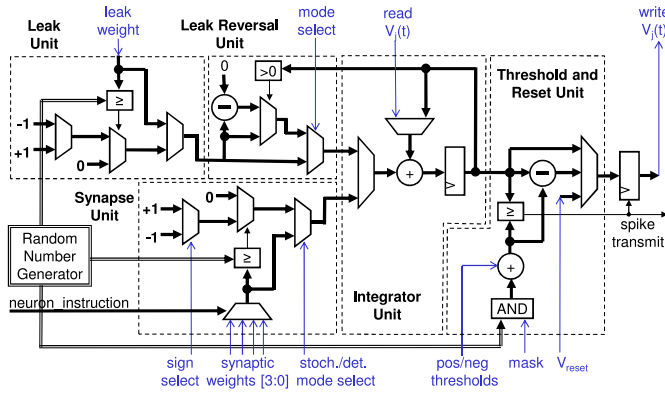 Leak
Unit
leak
weight
Leak Reversal
Unit
mode
select
read
Vj(t)
write
Vj(t)
Threshold and
Reset Unit
0
>0
≥
-1
+1
0
+
V
V
Synapse
Unit
0
+1
-1
≥
≥
spike
transmit
Random
Number
Generator
neuron_instruction
Integrator
Unit
+
AND
sign
select
synaptic
weights [3:0]
stoch./det.
mode select
pos/neg
thresholds
mask
Vreset